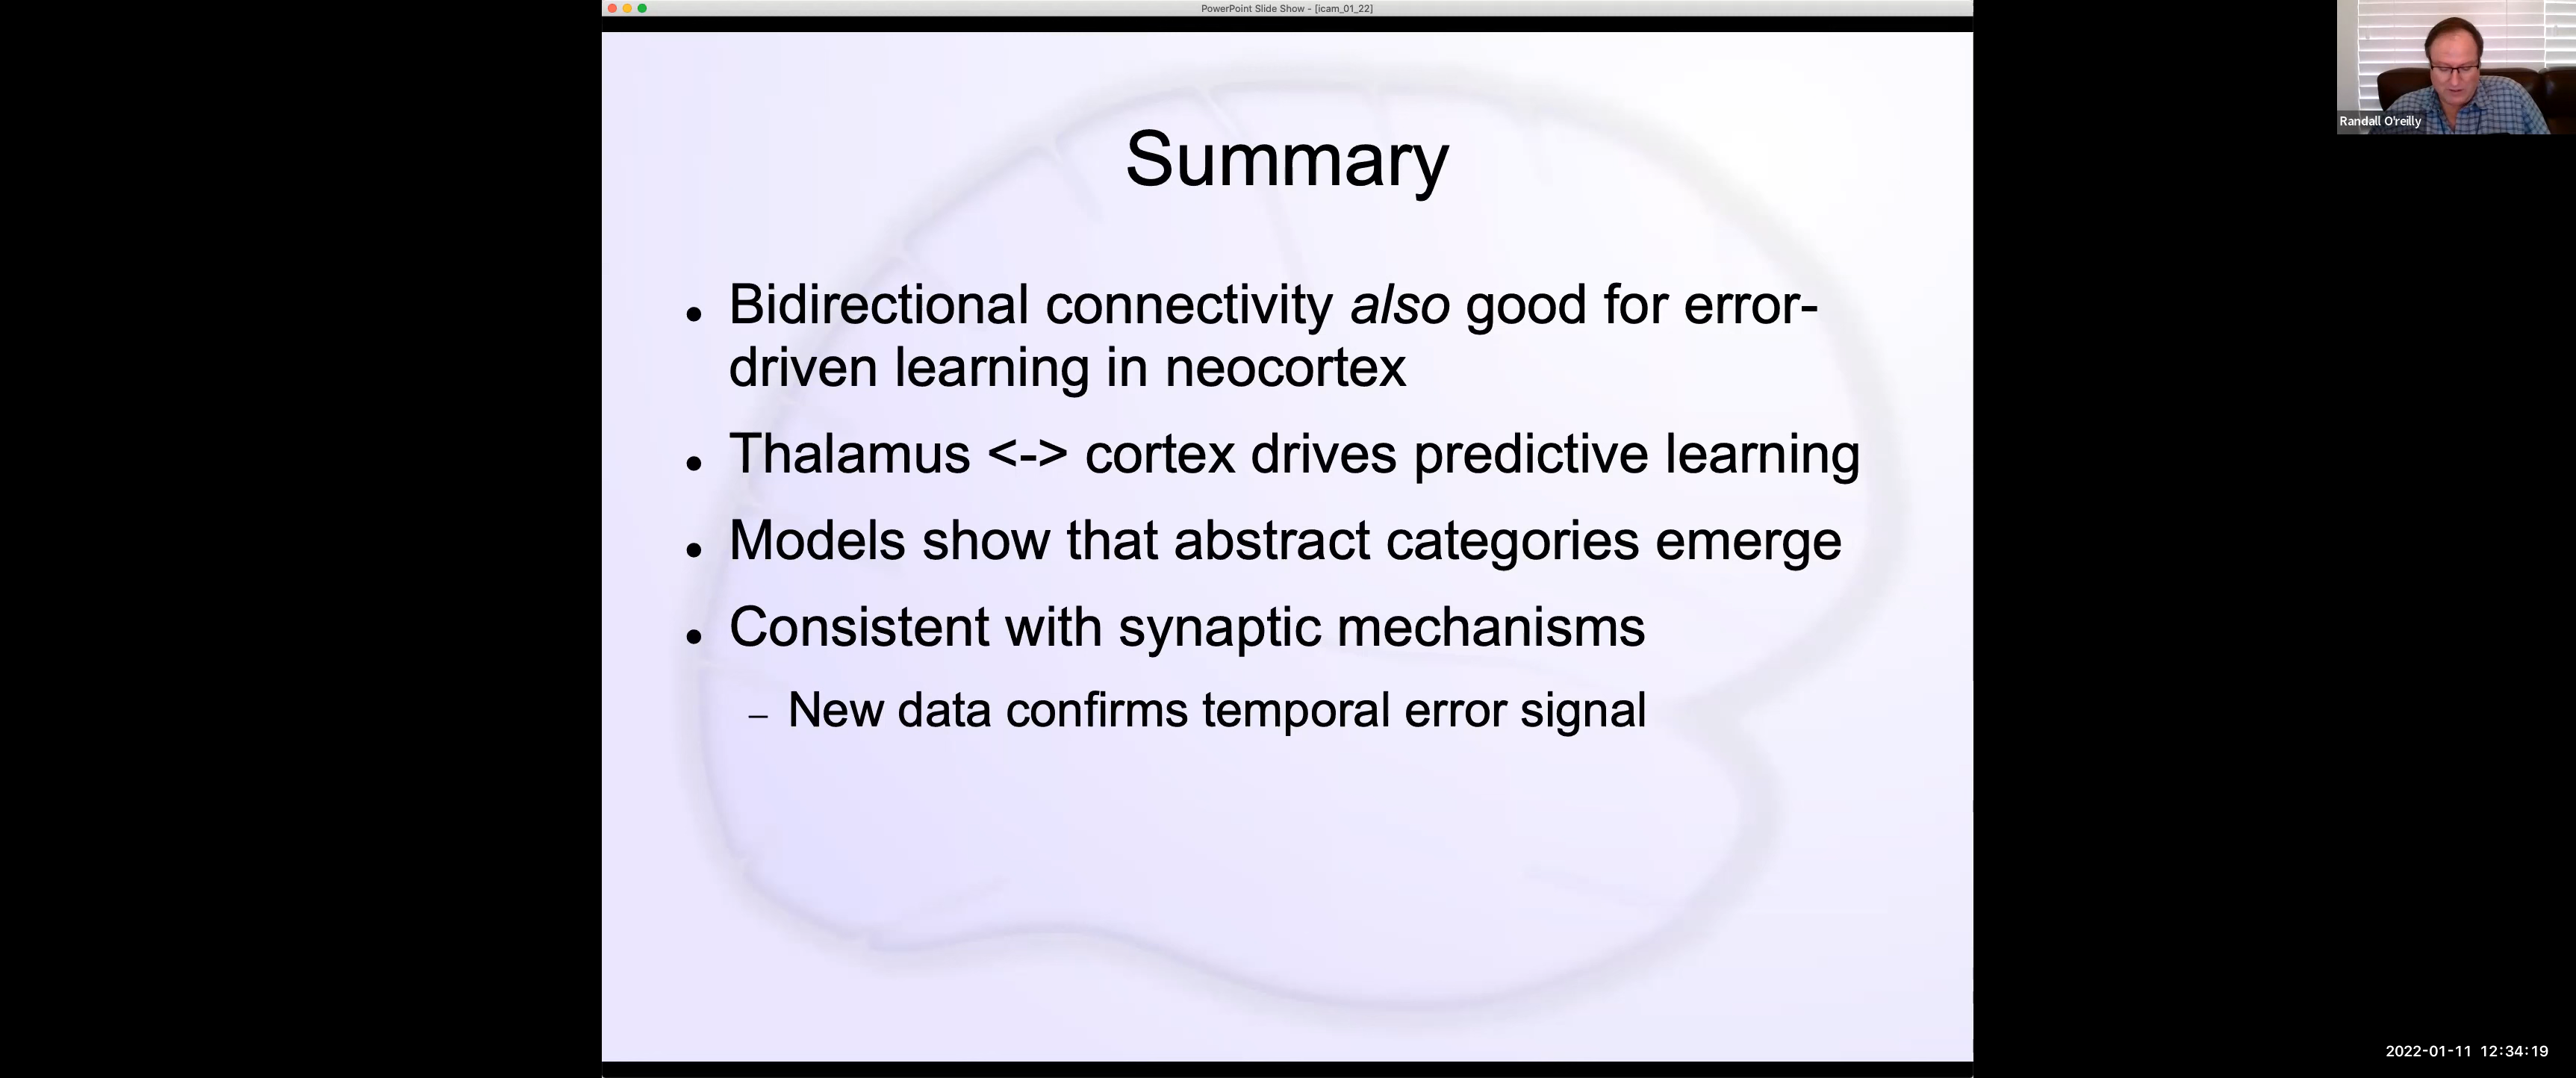 PowerPoint Slide Show - [icam_01_22]
Randall O'reilly
Summary
• Bidirectional connectivity also good for error-
driven learning in neocortex
• Thalamus <-> cortex drives predictive learning
• Models show that abstract categories emerge
• Consistent with synaptic mechanisms
– New data confirms temporal error signal
2022-01-11 12:34:19